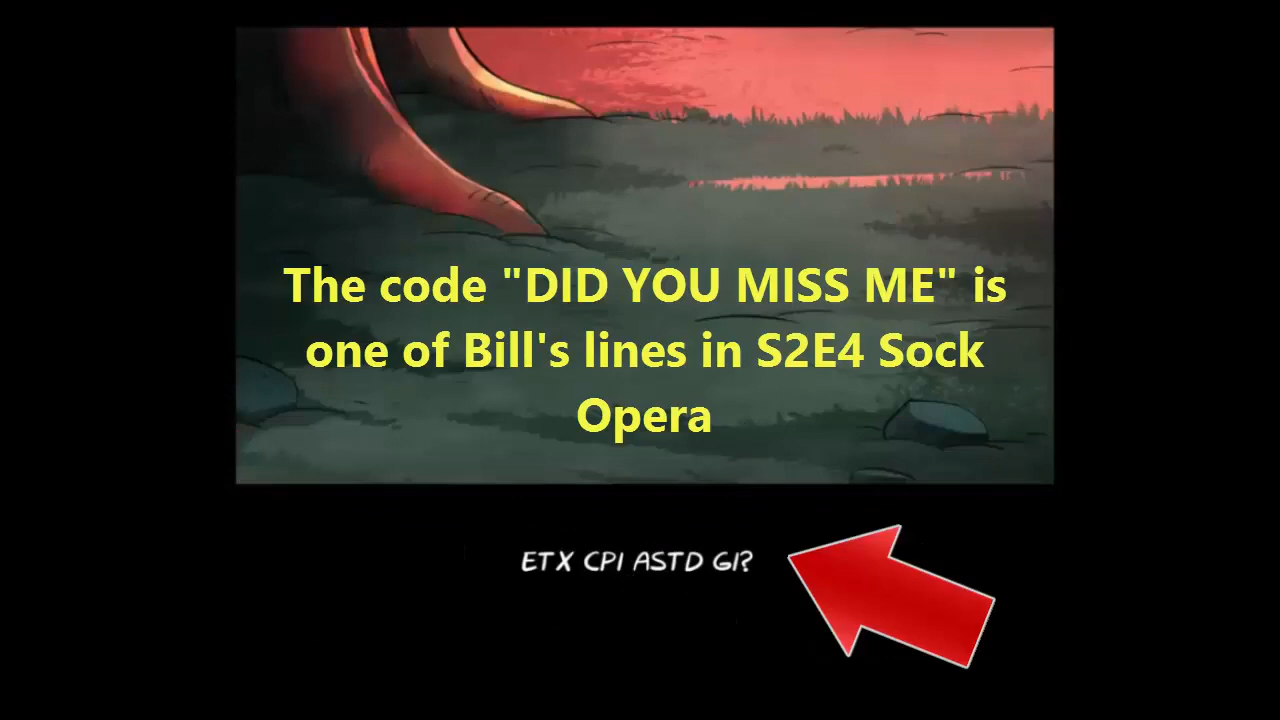 The code "DID YOU MISS ME" is
one of Bill's lines in S2E4 Sock
Opera
ETX CPI ASTD GI?